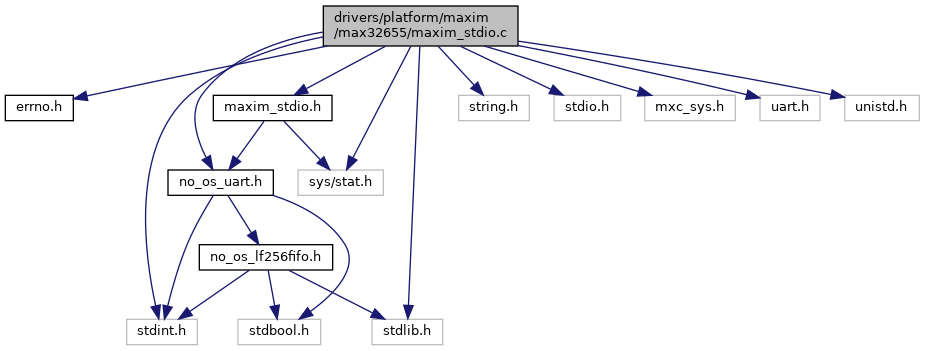 drivers/platform/maxim
/max32655/maxim_stdio.c
errno.h
maxim_stdio.h
string.h
stdio.h
mxc_sys.h
uart.h
unistd.h
no_os_uart.h
sys/stat.h
no_os_lf256fifo.h
stdint.h
stdbool.h
stdlib.h